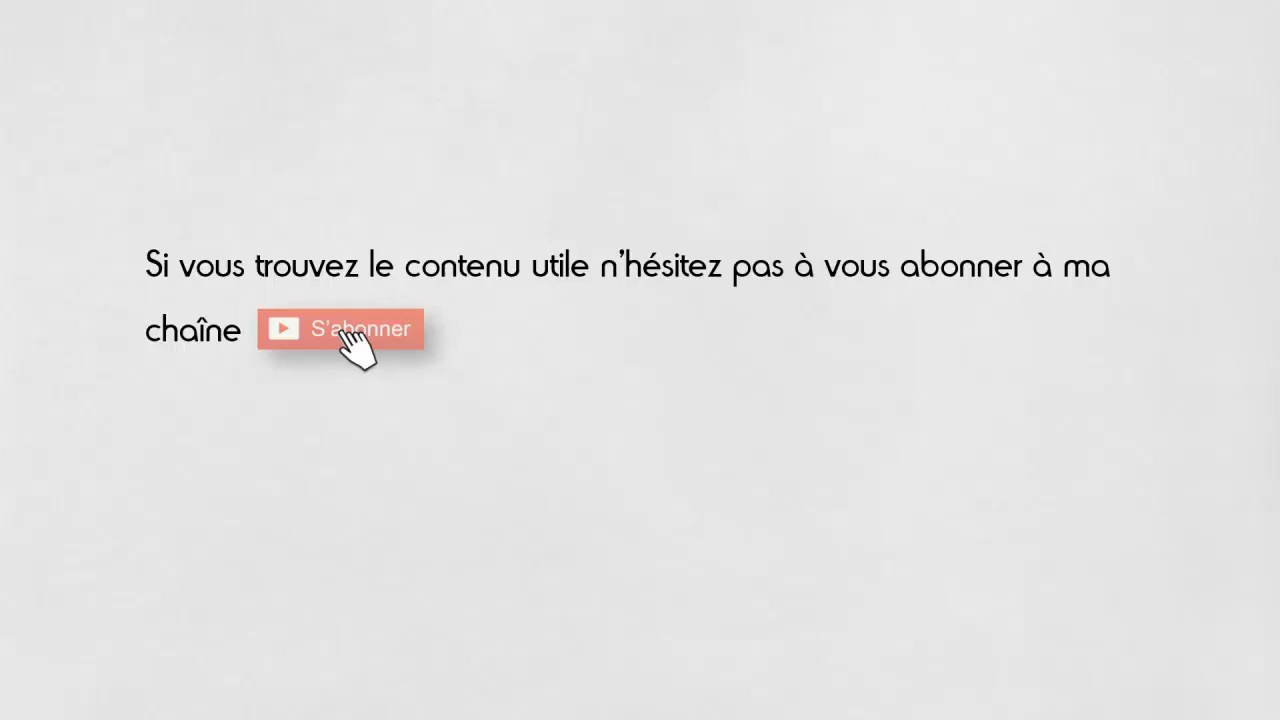 Si vous trouvez le contenu utile n'hésitez pas à vous abonner à ma
chaîne S'abonner